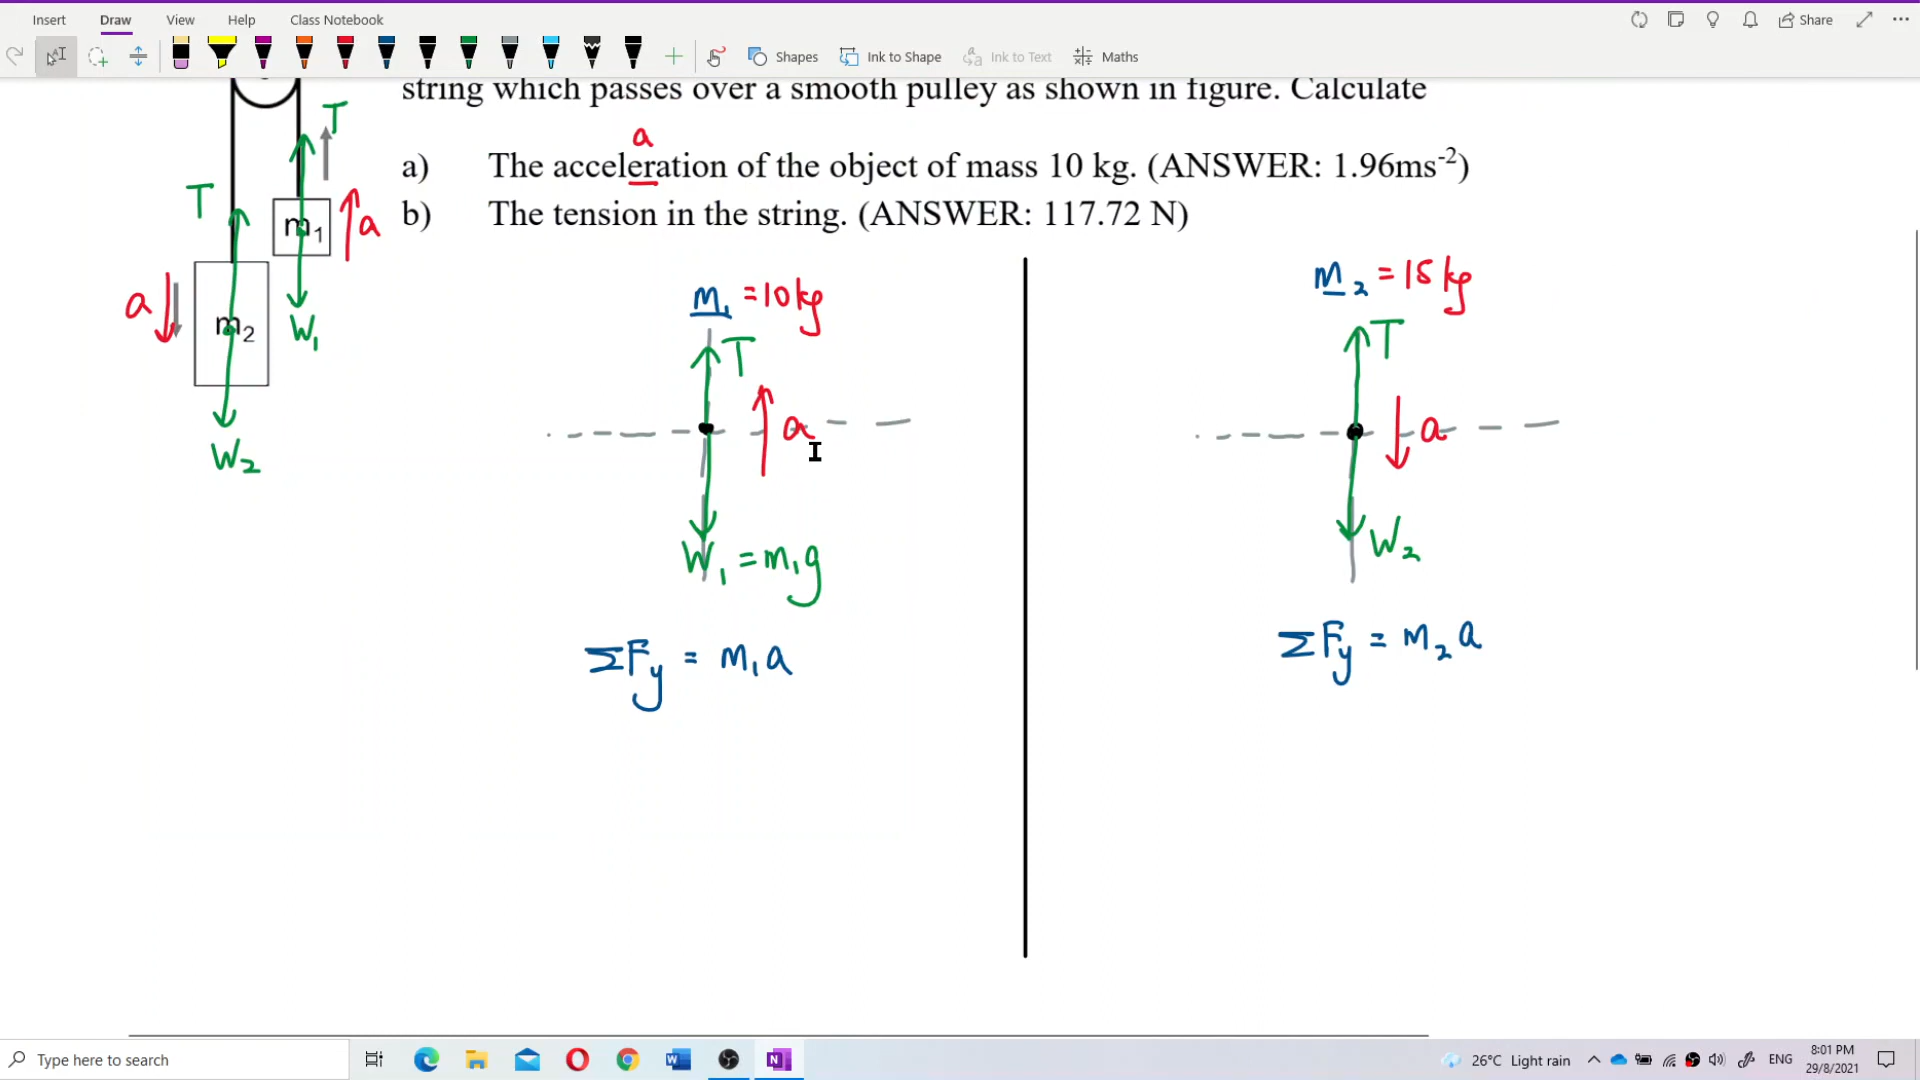 Insert Draw View Help Class Notebook Share
Shapes Ink to Shape Ink to Text Maths
string which passes over a smooth pulley as shown in figure. Calculate
a
a) The acceleration of the object of mass 10 kg. (ANSWER: 1.96ms⁻²)
b) The tension in the string. (ANSWER: 117.72 N)
T
T
m₁
a
a
m₂
W₁
W₂
m₁ = 10 kg
T
a
W₁ = m₁g
ΣFy = m₁a
m₂ = 15 kg
T
a
W₂
ΣFy = m₂a
Type here to search
26°C Light rain
ENG
8:01 PM
29/8/2021